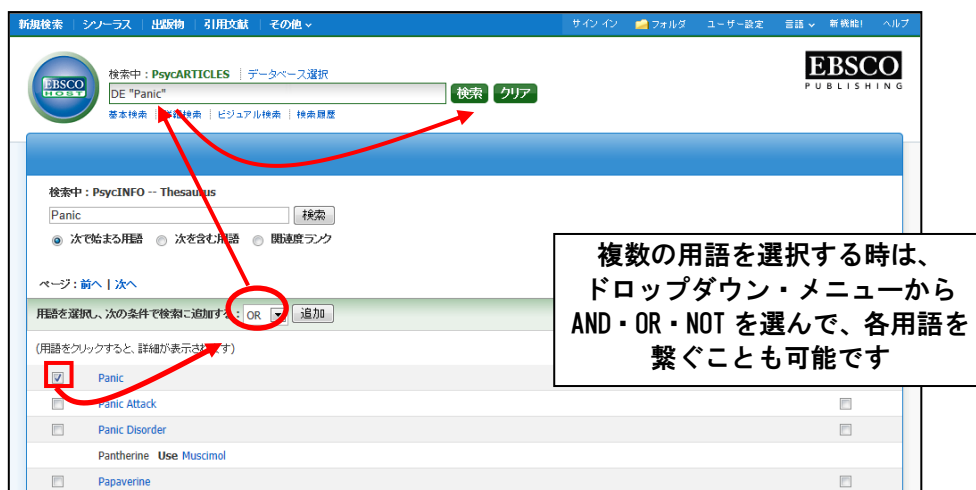 新規検索 シソーラス 出版物 引用文献 その他 サイン イン フォルダ ユーザー設定 言語 新機能! ヘルプ
EBSCO HOST
検索中 : PsycARTICLES データベース選択
DE "Panic" 検索 クリア
基本検索 詳細検索 ビジュアル検索 検索履歴
EBSCO
PUBLISHING
検索中 : PsycINFO -- Thesaurus
Panic 検索
次で始まる用語 次を含む用語 関連度ランク
ページ : 前へ | 次へ
用語を選択し、次の条件で検索に追加する : OR 追加
(用語をクリックすると、詳細が表示されます)
Panic
Panic Attack
Panic Disorder
Pantherine Use Muscimol
Papaverine
複数の用語を選択する時は、
ドロップダウン・メニューから
AND・OR・NOT を選んで、各用語を
繋ぐことも可能です